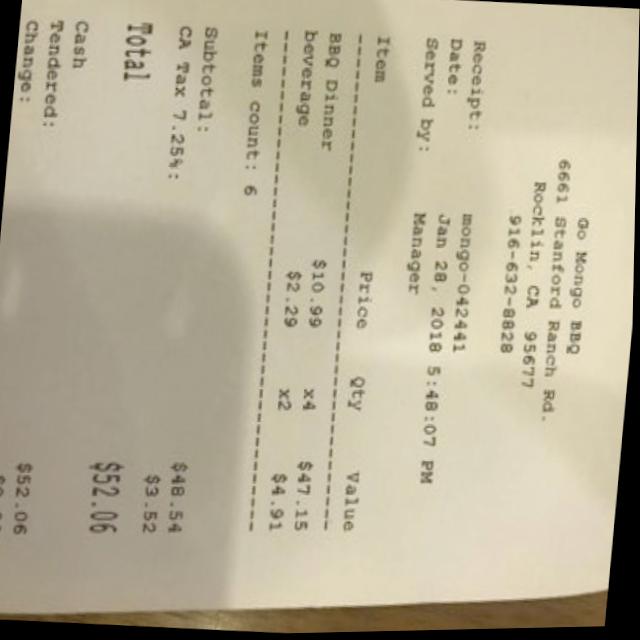 Go Mongo BBQ
6661 Stanford Ranch Rd.
Rocklin, CA 95677
916-632-8828
Receipt: mongo-042441
Date: Jan 28, 2018 5:48:07 PM
Served by: Manager
Item Price Qty Value
BBQ Dinner $10.99 x4 $47.15
beverage $2.29 x2 $4.91
Items count: 6
Subtotal: $48.54
CA Tax 7.25%: $3.52
Total $52.06
Cash
Tendered: $52.06
Change: